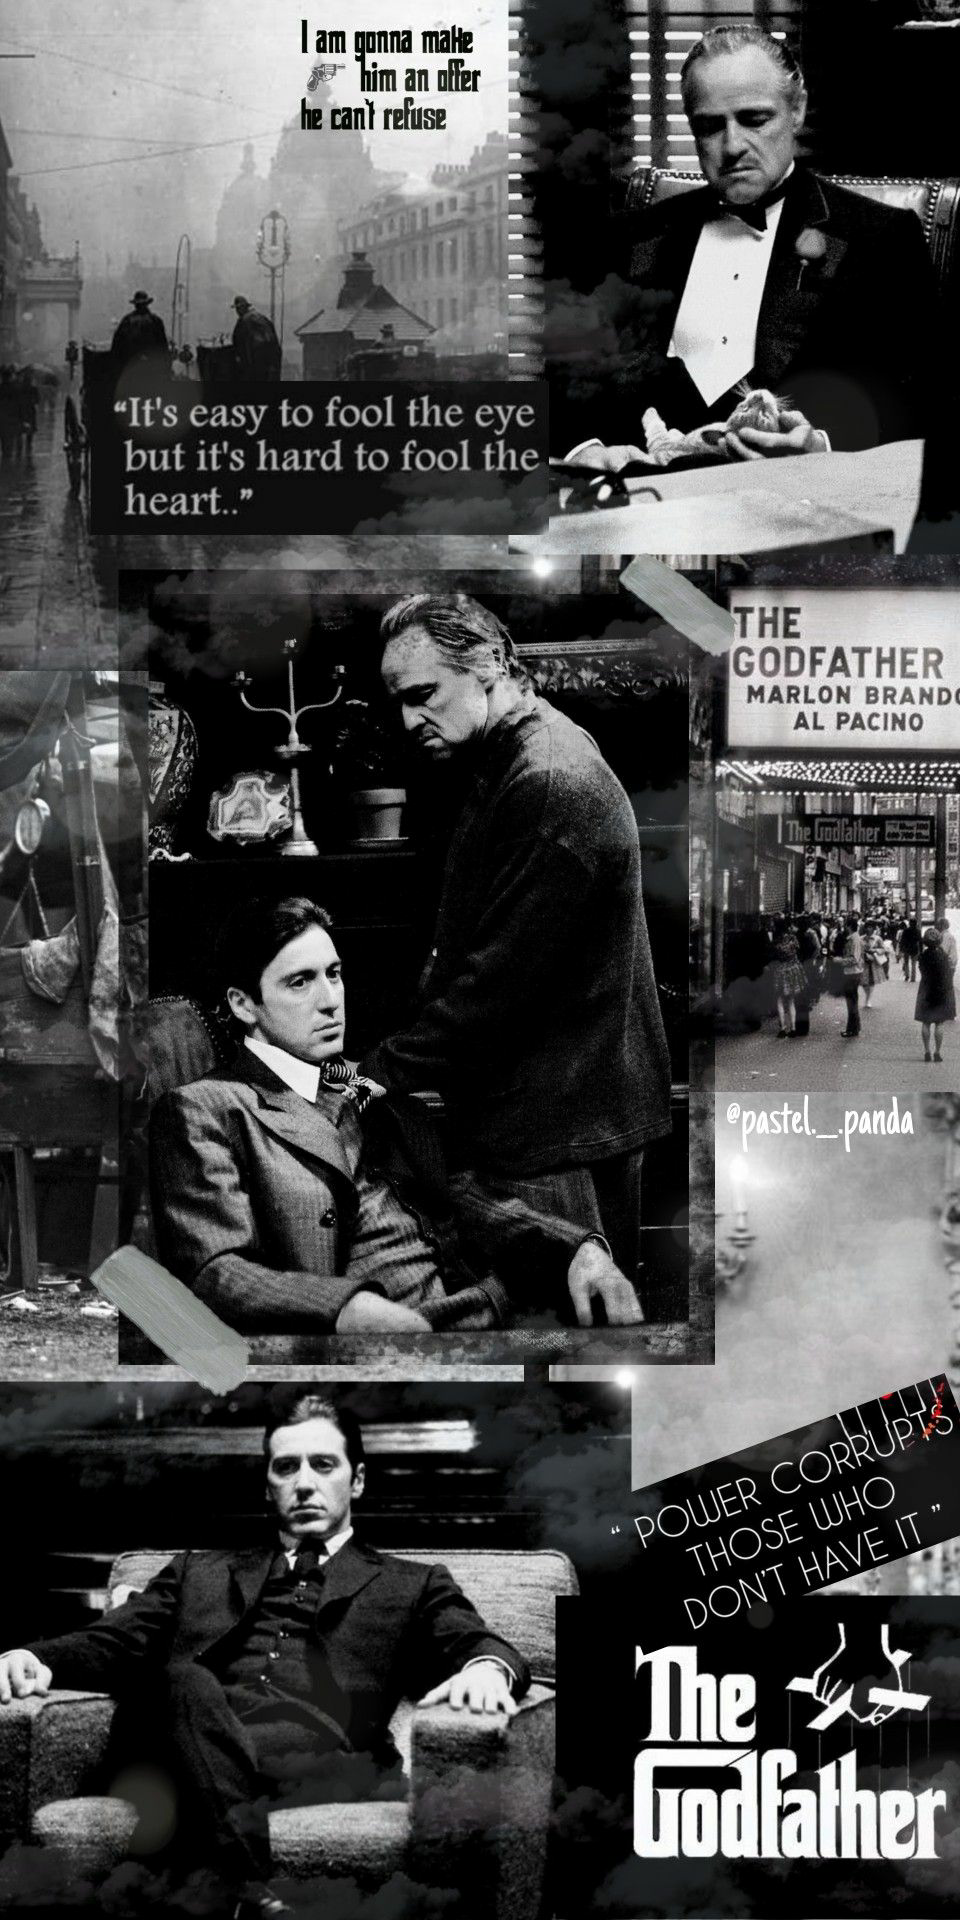 I am gonna make
him an offer
he can't refuse
“It's easy to fool the eye
but it's hard to fool the
heart..”
THE
GODFATHER
MARLON BRANDO
AL PACINO
The Godfather
@pastel._.panda
“ POWER CORRUPTS
THOSE WHO
DON'T HAVE IT ”
The
Godfather